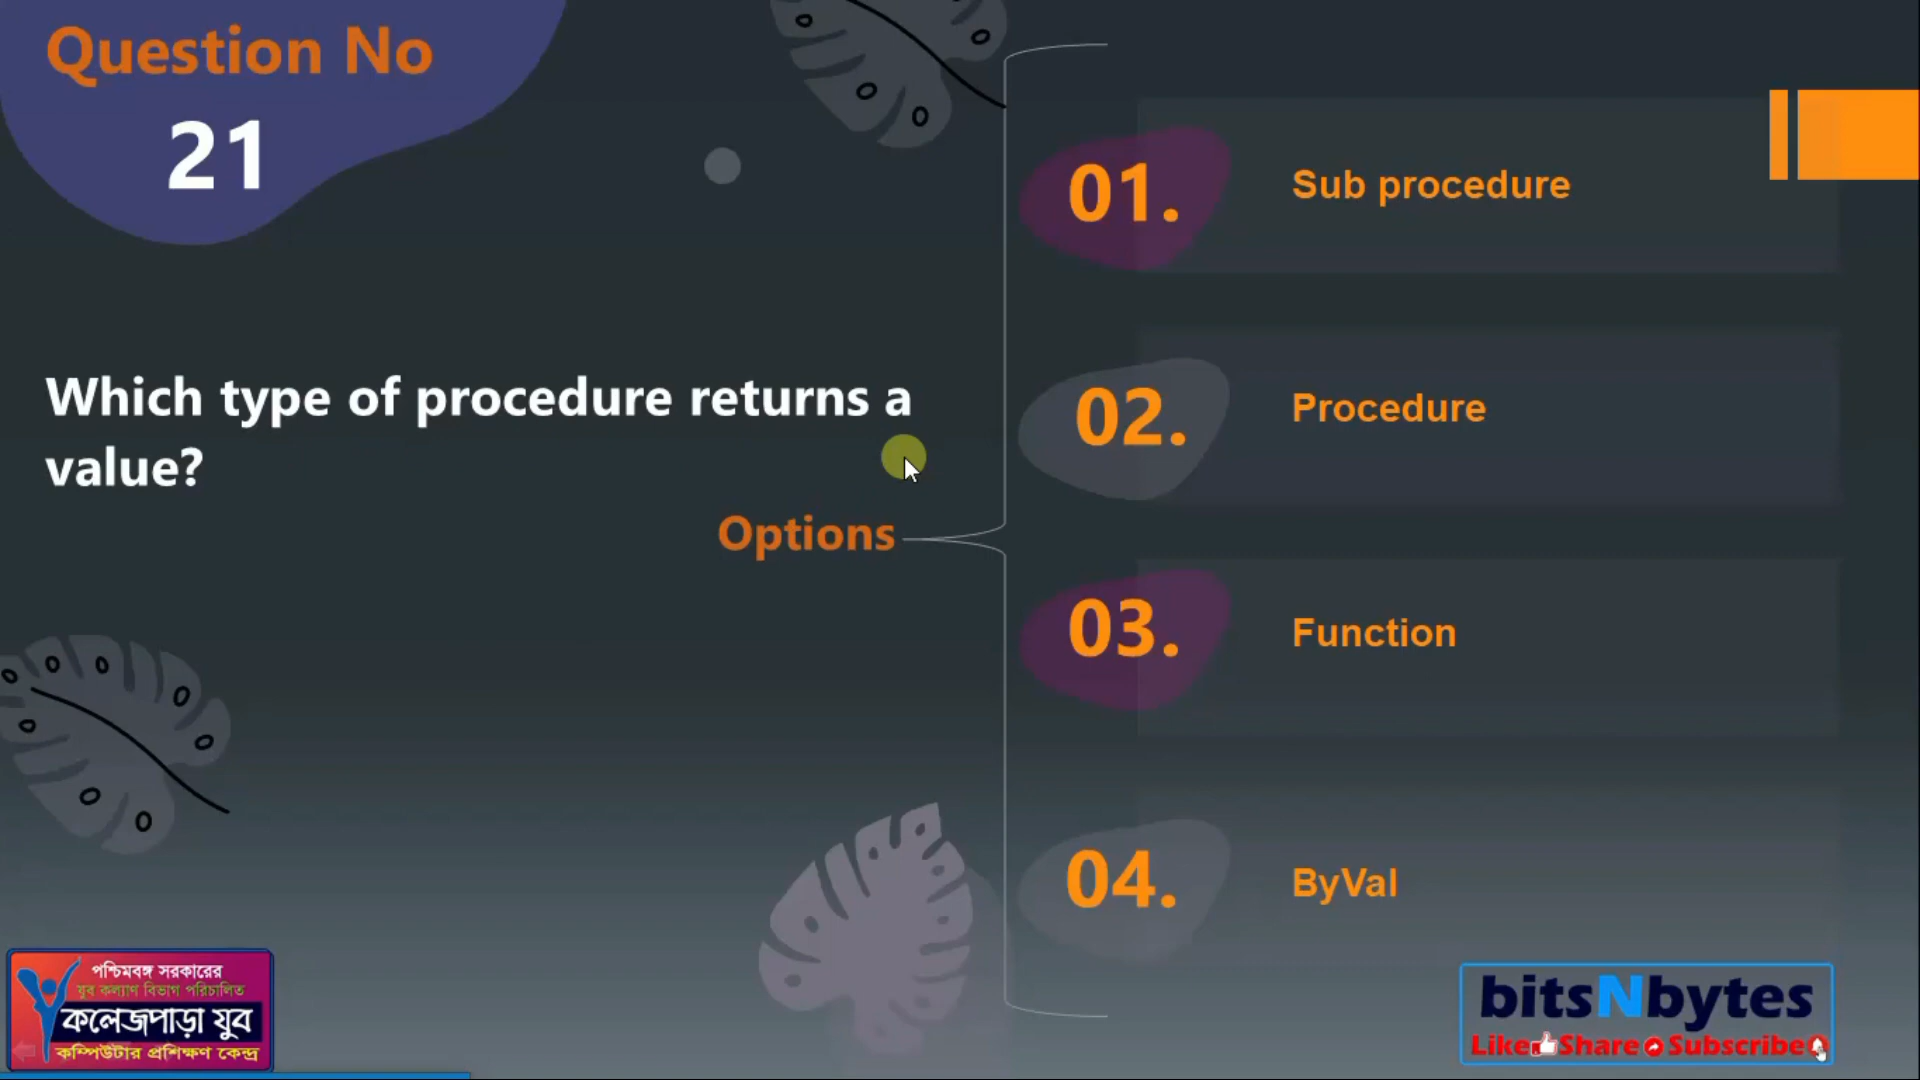 Question No
21
Which type of procedure returns a
value?
Options
01.
Sub procedure
02.
Procedure
03.
Function
04.
ByVal
পশ্চিমবঙ্গ সরকারের
যুব কল্যাণ বিভাগ পরিচালিত
কলেজপাড়া যুব
কম্পিউটার প্রশিক্ষণ কেন্দ্র
bitsNbytes
Like Share Subscribe